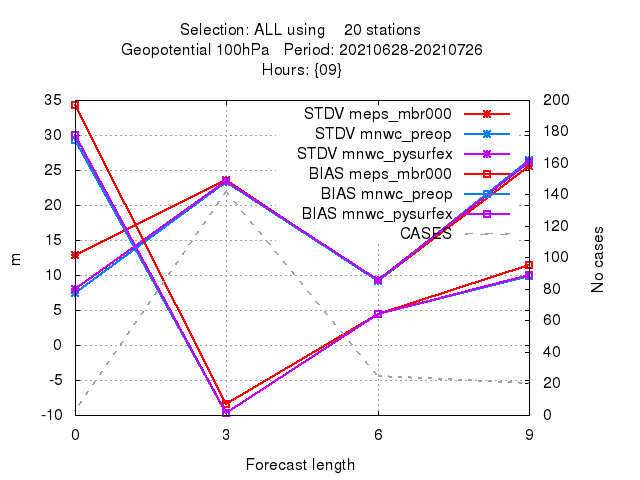 Selection: ALL using 20 stations
Geopotential 100hPa Period: 20210628-20210726
Hours: {09}
35
30
25
20
15
10
5
0
-5
-10
200
180
160
140
120
100
80
60
40
20
0
STDV meps_mbr000
STDV mnwc_preop
STDV mnwc_pysurfex
BIAS meps_mbr000
BIAS mnwc_preop
BIAS mnwc_pysurfex
CASES
m
No cases
0 3 6 9
Forecast length